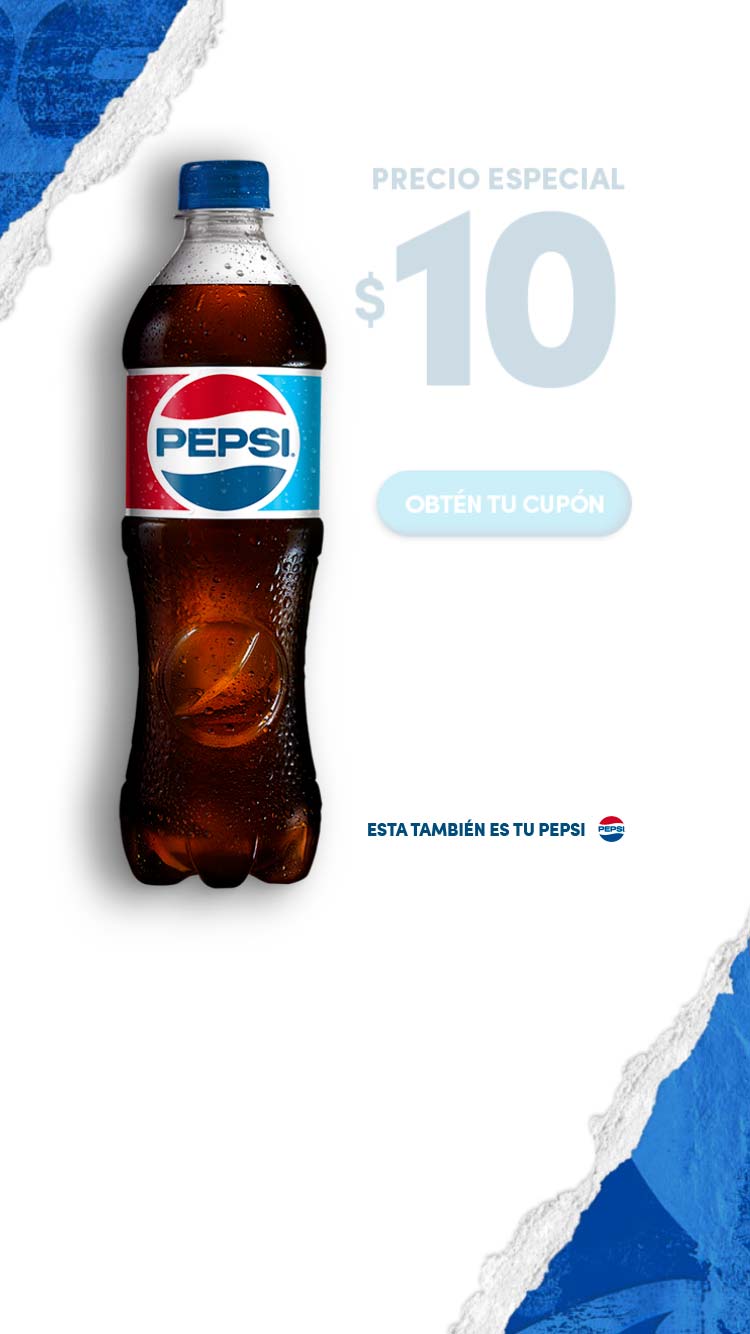 PRECIO ESPECIAL
$10
PEPSI
OBTÉN TU CUPÓN
ESTA TAMBIÉN ES TU PEPSI
PEPSI